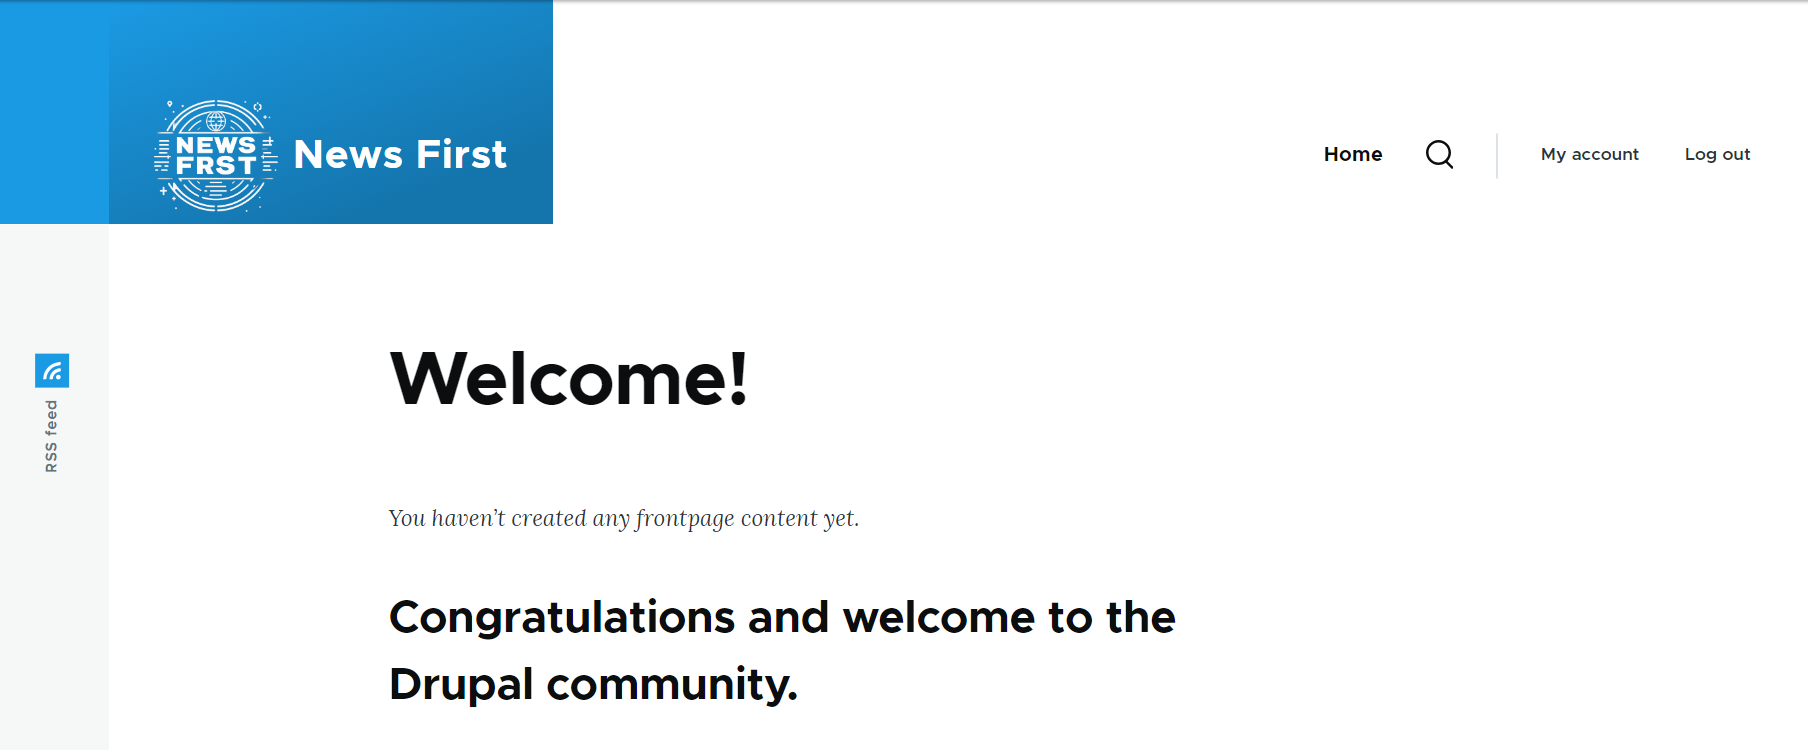 NEWS
FRST
News First
Home
My account
Log out
RSS feed
Welcome!
You haven’t created any frontpage content yet.
Congratulations and welcome to the
Drupal community.